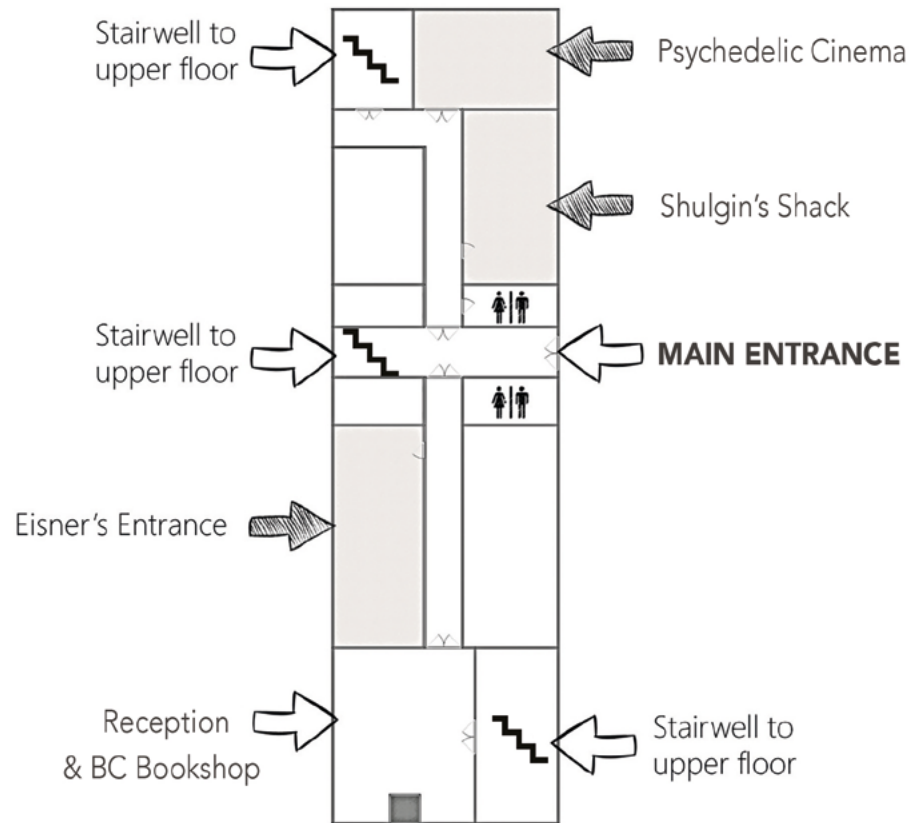 Stairwell to
upper floor
Psychedelic Cinema
Shulgin's Shack
Stairwell to
upper floor
MAIN ENTRANCE
Eisner's Entrance
Reception
& BC Bookshop
Stairwell to
upper floor